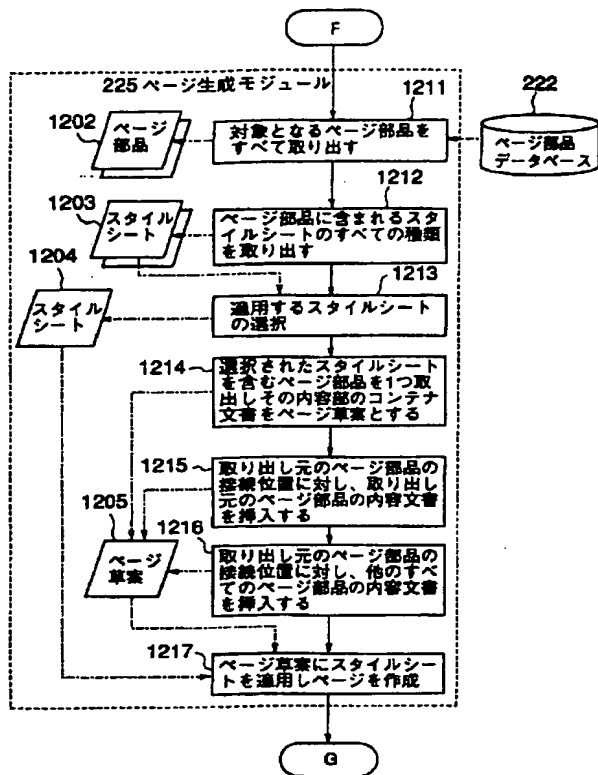 F
225 ページ生成モジュール
1211
222
1202
ページ
部品
対象となるページ部品を
すべて取り出す
ページ部品
データベース
1212
1203
スタイル
シート
ページ部品に含まれるスタ
イルシートのすべての種類
を取り出す
1204
1213
スタイル
シート
適用するスタイルシート
の選択
1214
選択されたスタイルシート
を含むページ部品を1つ取
出しその内容部のコンテナ
文書をページ草案とする
1215
取り出し元のページ部品の
接続位置に対し、取り出し
元のページ部品の内容文書
を挿入する
1205
1216
ページ
草案
取り出し元のページ部品の
接続位置に対し、他のすべ
てのページ部品の内容文書
を挿入する
1217
ページ草案にスタイルシー
トを適用しページを作成
G